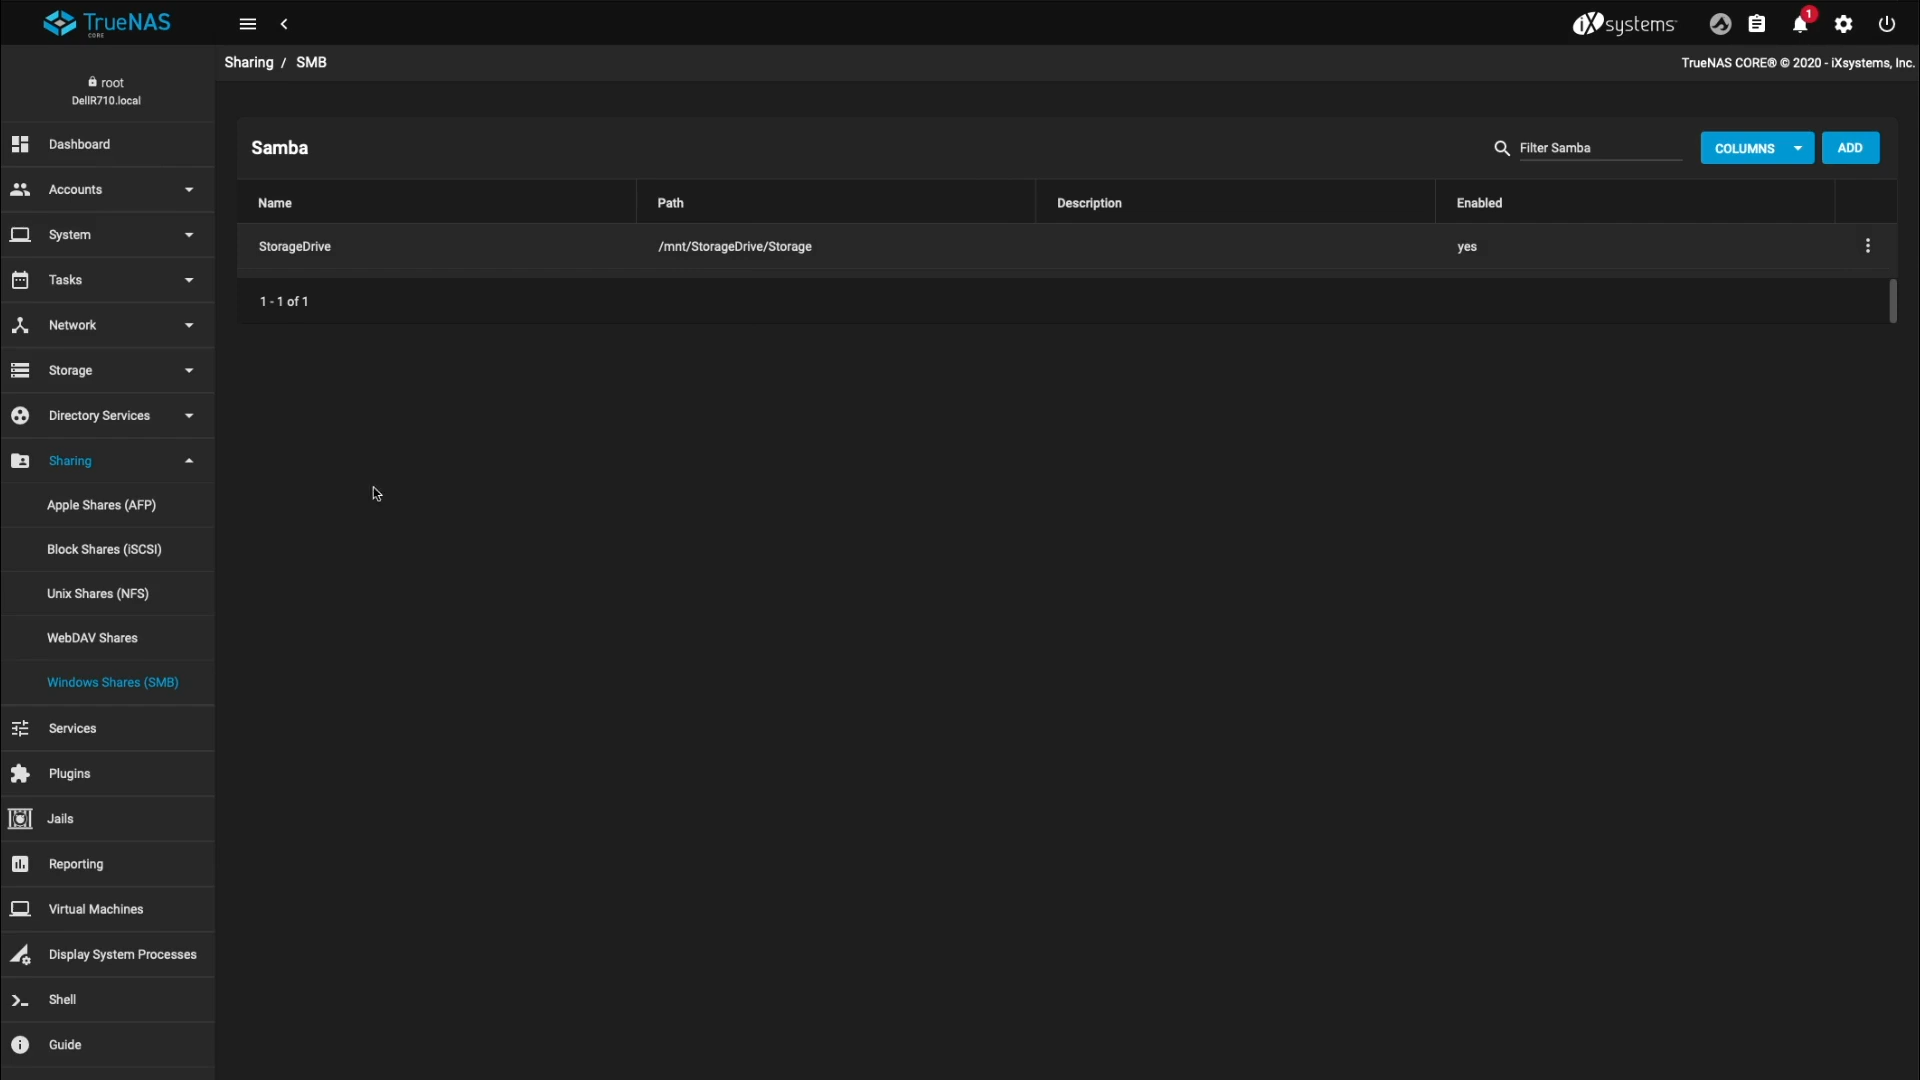 TrueNAS
CORE
iXsystems
1
root
DellR710.local
Sharing / SMB
TrueNAS CORE® © 2020 - iXsystems, Inc.
Dashboard
Accounts
System
Tasks
Network
Storage
Directory Services
Sharing
Apple Shares (AFP)
Block Shares (iSCSI)
Unix Shares (NFS)
WebDAV Shares
Windows Shares (SMB)
Services
Plugins
Jails
Reporting
Virtual Machines
Display System Processes
Shell
Guide
Samba
Filter Samba
COLUMNS
ADD
Name Path Description Enabled
StorageDrive /mnt/StorageDrive/Storage yes
1 - 1 of 1